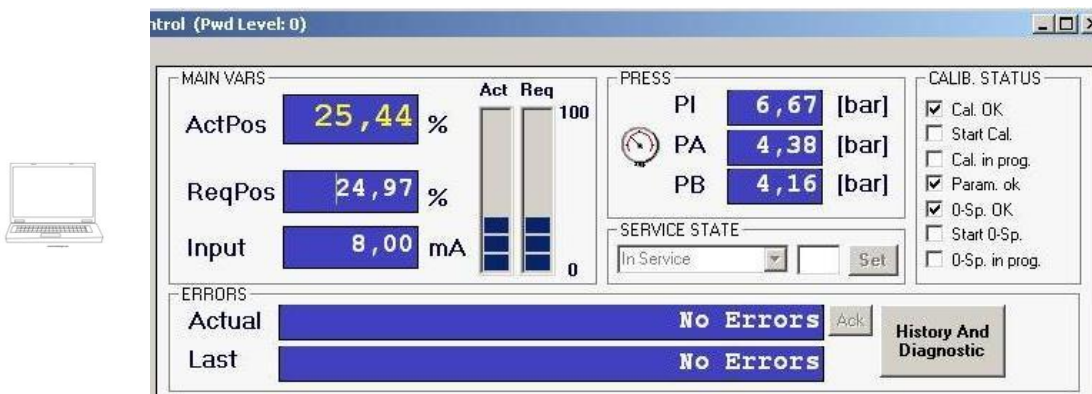 ntrol (Pwd Level: 0)
MAIN VARS
Act Req
ActPos 25,44 %
100
ReqPos 24,97 %
Input 8,00 mA
0
PRESS
PI 6,67 [bar]
PA 4,38 [bar]
PB 4,16 [bar]
SERVICE STATE
In Service
Set
CALIB. STATUS
Cal. OK
Start Cal.
Cal. in prog.
Param. ok
0-Sp. OK
Start 0-Sp.
0-Sp. in prog.
ERRORS
Actual No Errors Ack
Last No Errors
History And
Diagnostic